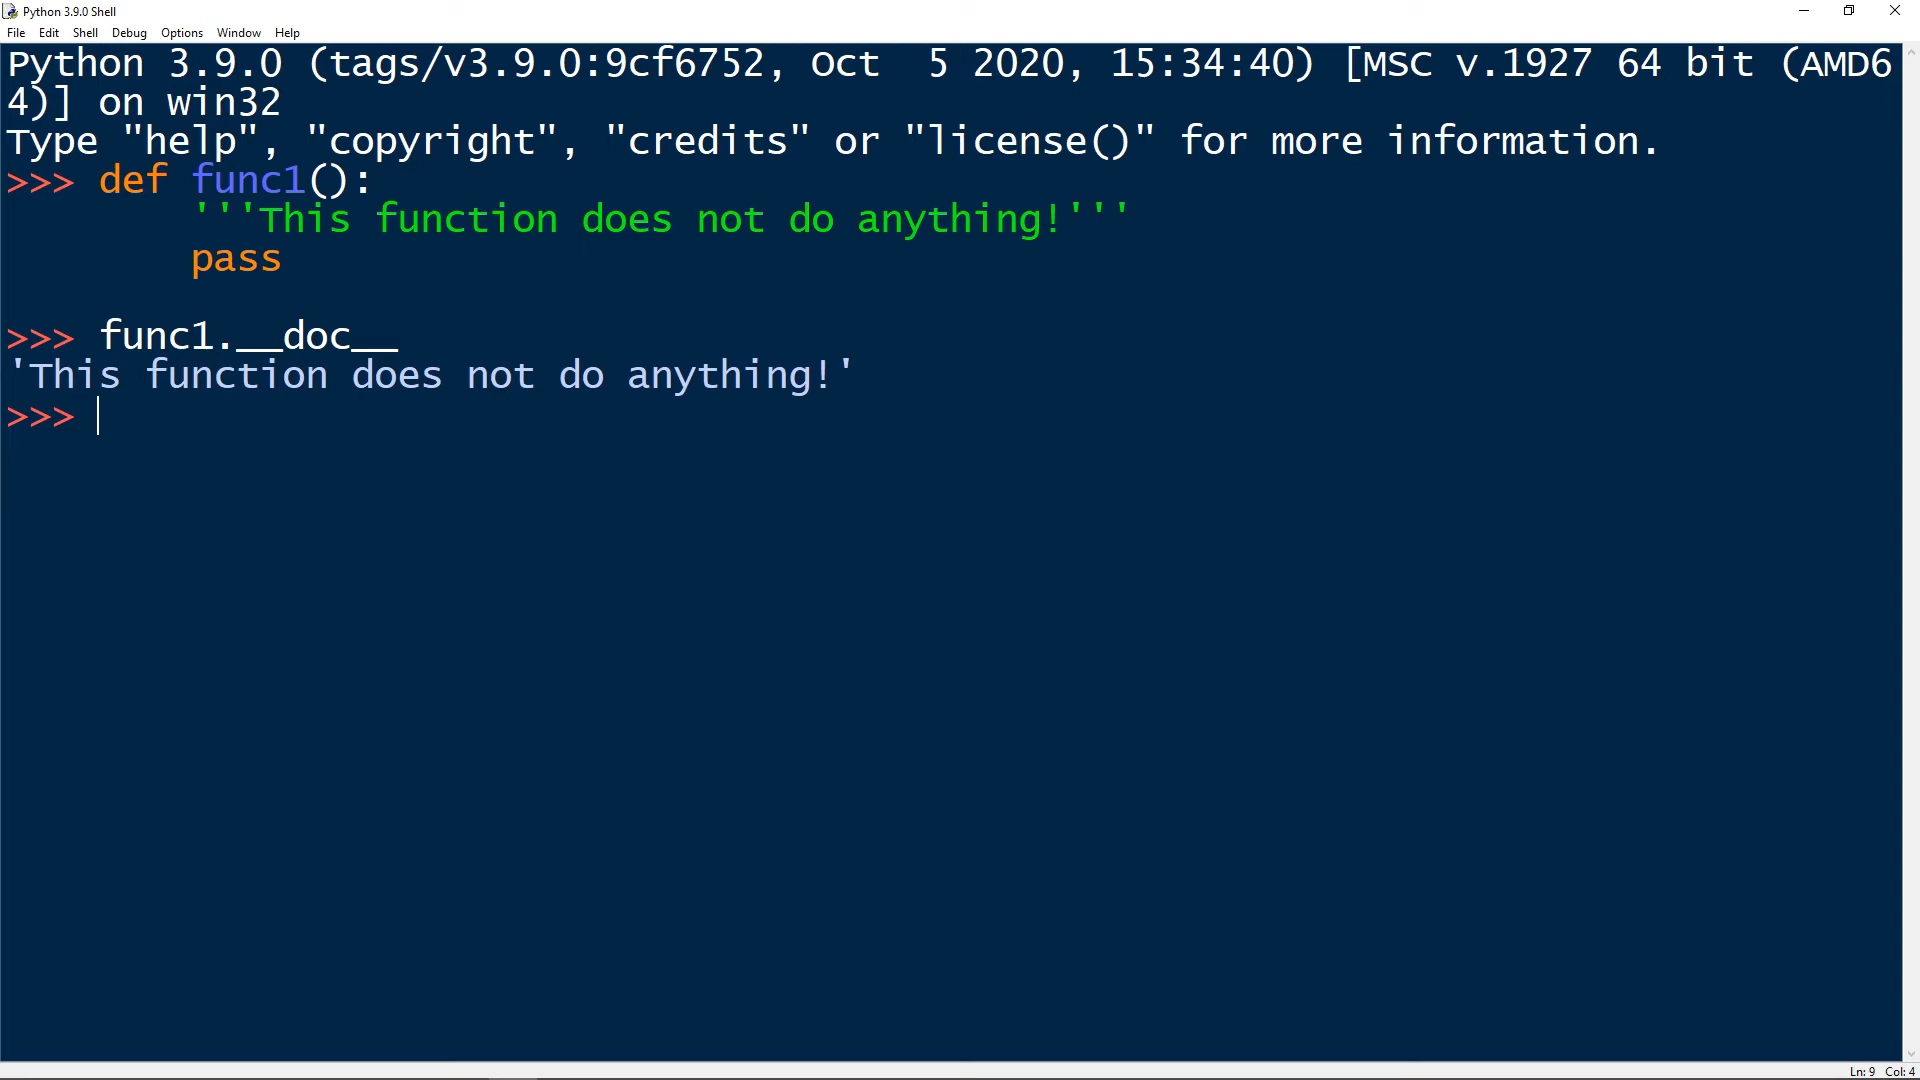 Python 3.9.0 Shell
File Edit Shell Debug Options Window Help
Python 3.9.0 (tags/v3.9.0:9cf6752, Oct  5 2020, 15:34:40) [MSC v.1927 64 bit (AMD6
4)] on win32
Type "help", "copyright", "credits" or "license()" for more information.
>>> def func1():
        '''This function does not do anything!'''
        pass
>>> func1.__doc__
'This function does not do anything!'
>>>
Ln: 9 Col: 4